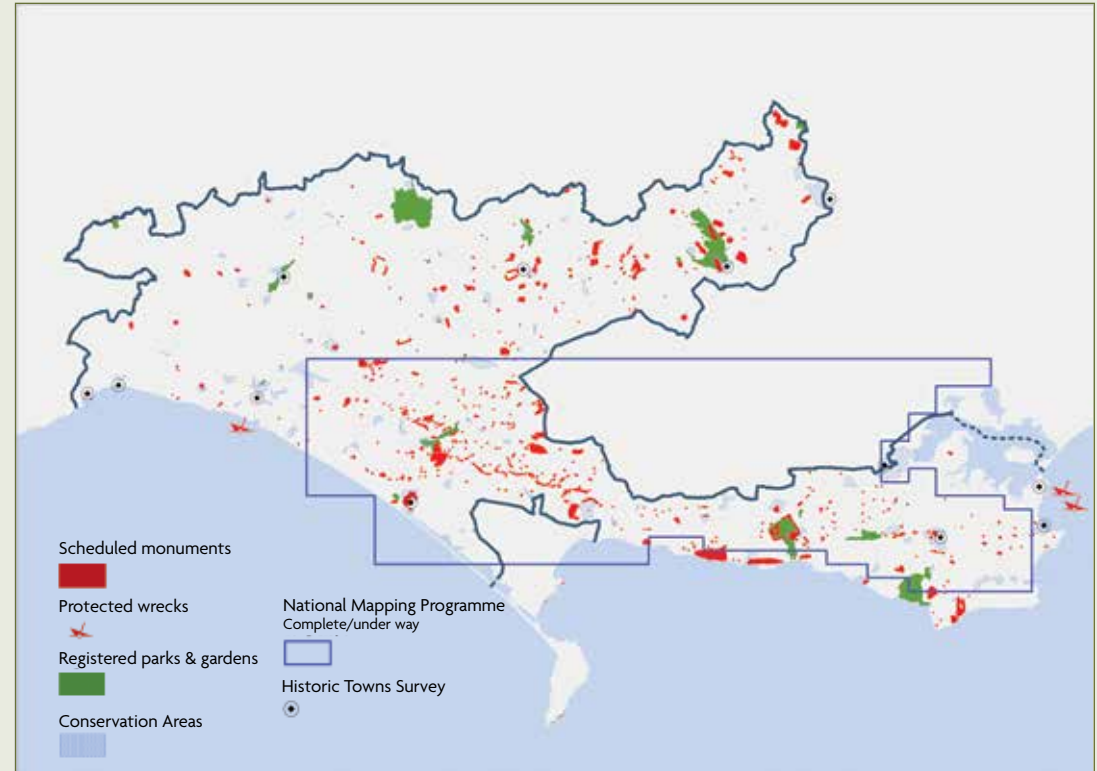 Scheduled monuments
Protected wrecks
Registered parks & gardens
Conservation Areas
National Mapping Programme
Complete/under way
Historic Towns Survey